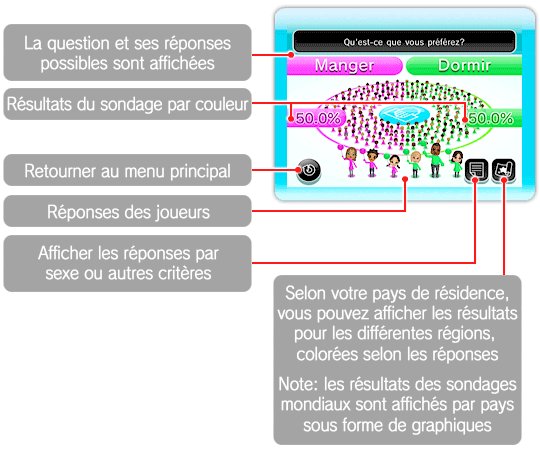 La question et ses réponses
possibles sont affichées
Résultats du sondage par couleur
Retourner au menu principal
Réponses des joueurs
Afficher les réponses par
sexe ou autres critères
Qu'est-ce que vous préférez?
Manger
Dormir
50.0%
50.0%
Selon votre pays de résidence,
vous pouvez afficher les résultats
pour les différentes régions,
colorées selon les réponses
Note: les résultats des sondages
mondiaux sont affichés par pays
sous forme de graphiques